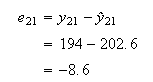 e₂₁ = y₂₁ − ŷ₂₁
= 194 − 202.6
= −8.6